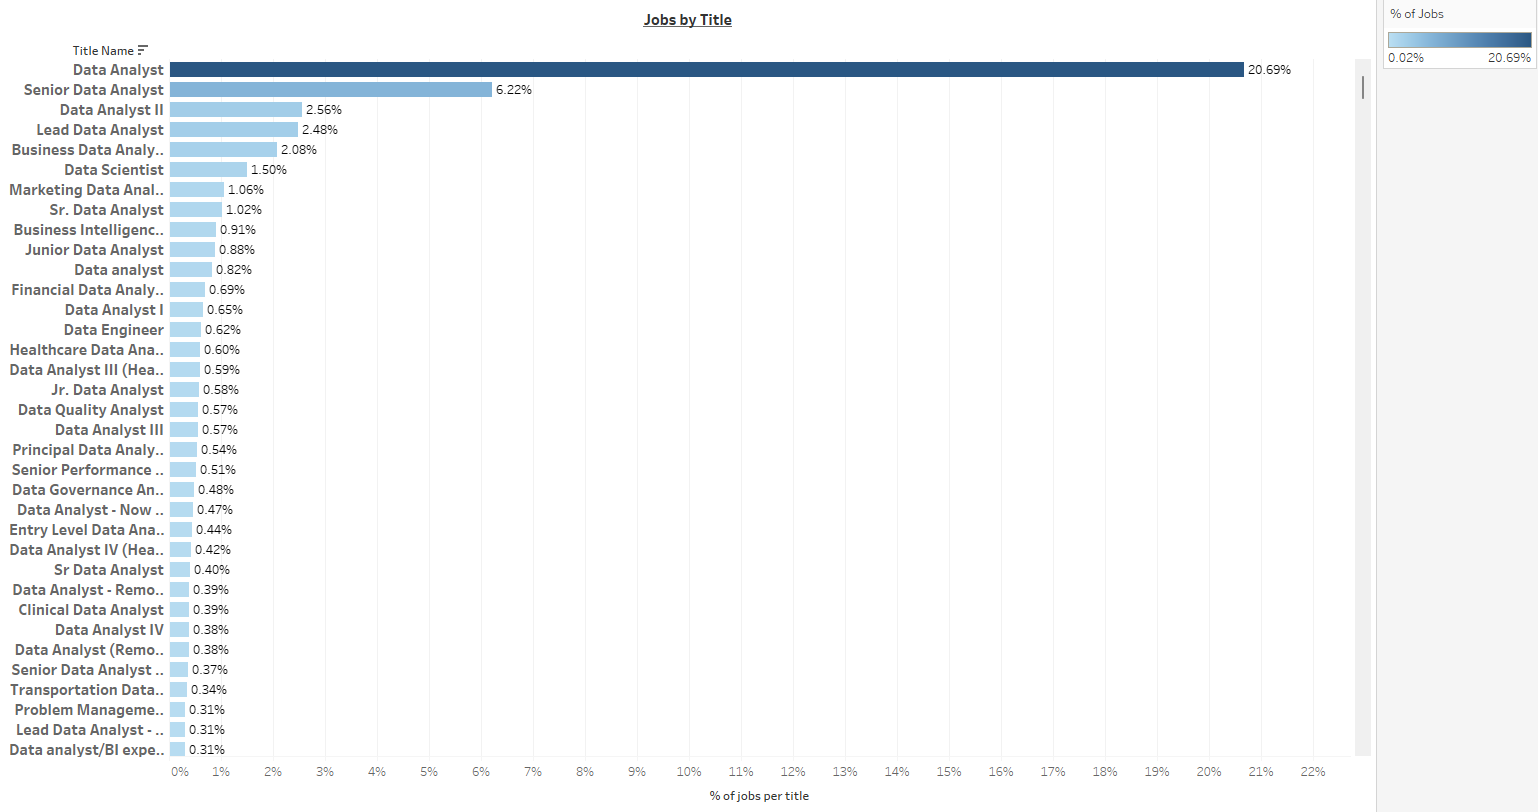 Jobs by Title
% of Jobs
0.02% 20.69%
Title Name
Data Analyst 20.69%
Senior Data Analyst 6.22%
Data Analyst II 2.56%
Lead Data Analyst 2.48%
Business Data Analy.. 2.08%
Data Scientist 1.50%
Marketing Data Anal.. 1.06%
Sr. Data Analyst 1.02%
Business Intelligenc.. 0.91%
Junior Data Analyst 0.88%
Data analyst 0.82%
Financial Data Analy.. 0.69%
Data Analyst I 0.65%
Data Engineer 0.62%
Healthcare Data Ana.. 0.60%
Data Analyst III (Hea.. 0.59%
Jr. Data Analyst 0.58%
Data Quality Analyst 0.57%
Data Analyst III 0.57%
Principal Data Analy.. 0.54%
Senior Performance .. 0.51%
Data Governance An.. 0.48%
Data Analyst - Now .. 0.47%
Entry Level Data Ana.. 0.44%
Data Analyst IV (Hea.. 0.42%
Sr Data Analyst 0.40%
Data Analyst - Remo.. 0.39%
Clinical Data Analyst 0.39%
Data Analyst IV 0.38%
Data Analyst (Remo.. 0.38%
Senior Data Analyst .. 0.37%
Transportation Data.. 0.34%
Problem Manageme.. 0.31%
Lead Data Analyst - .. 0.31%
Data analyst/BI expe.. 0.31%
0% 1% 2% 3% 4% 5% 6% 7% 8% 9% 10% 11% 12% 13% 14% 15% 16% 17% 18% 19% 20% 21% 22%
% of jobs per title